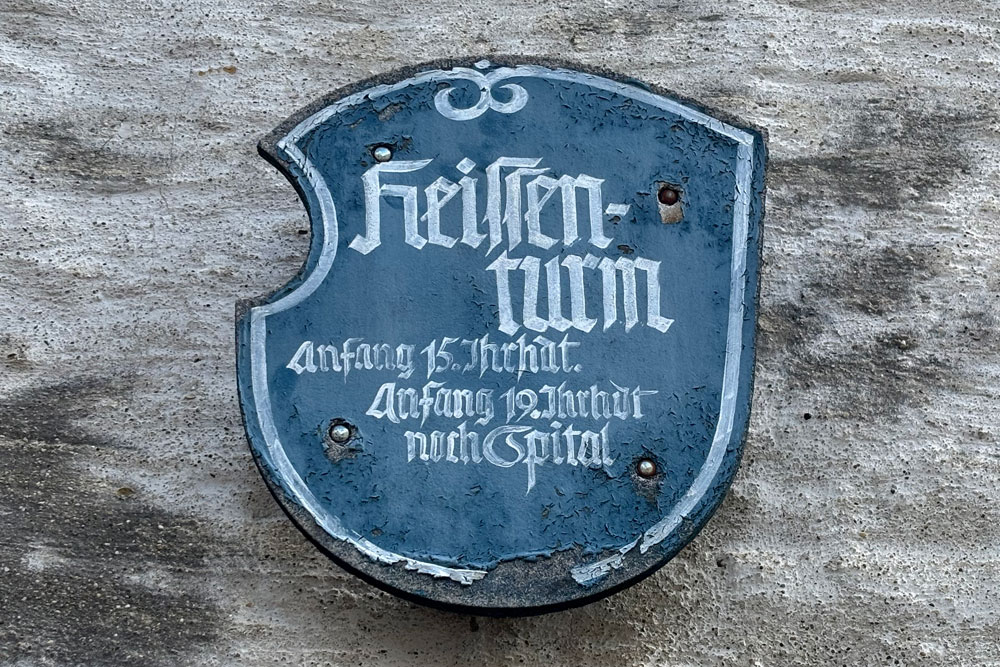 Heissen-
turm
Anfang 15. Jhrhdt.
Anfang 19. Jhrhdt
noch Spital